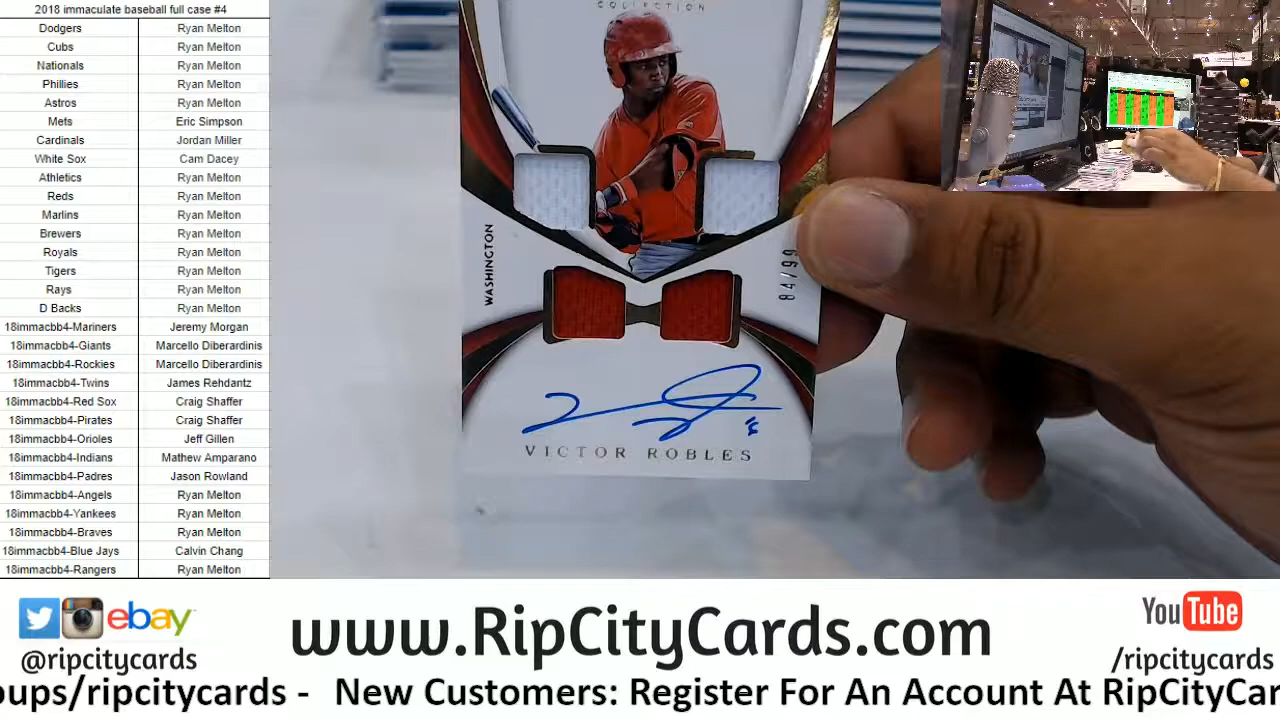 2018 immaculate baseball full case #4
Dodgers Ryan Melton
Cubs Ryan Melton
Nationals Ryan Melton
Phillies Ryan Melton
Astros Ryan Melton
Mets Eric Simpson
Cardinals Jordan Miller
White Sox Cam Dacey
Athletics Ryan Melton
Reds Ryan Melton
Marlins Ryan Melton
Brewers Ryan Melton
Royals Ryan Melton
Tigers Ryan Melton
Rays Ryan Melton
D Backs Ryan Melton
18immacbb4-Mariners Jeremy Morgan
18immacbb4-Giants Marcello Diberardinis
18immacbb4-Rockies Marcello Diberardinis
18immacbb4-Twins James Rehdantz
18immacbb4-Red Sox Craig Shaffer
18immacbb4-Pirates Craig Shaffer
18immacbb4-Orioles Jeff Gillen
18immacbb4-Indians Mathew Amparano
18immacbb4-Padres Jason Rowland
18immacbb4-Angels Ryan Melton
18immacbb4-Yankees Ryan Melton
18immacbb4-Braves Ryan Melton
18immacbb4-Blue Jays Calvin Chang
18immacbb4-Rangers Ryan Melton
COLLECTION
WASHINGTON
84/99
VICTOR ROBLES
ebay
@ripcitycards
www.RipCityCards.com
YouTube
/ripcitycards
oups/ripcitycards - New Customers: Register For An Account At RipCityCar